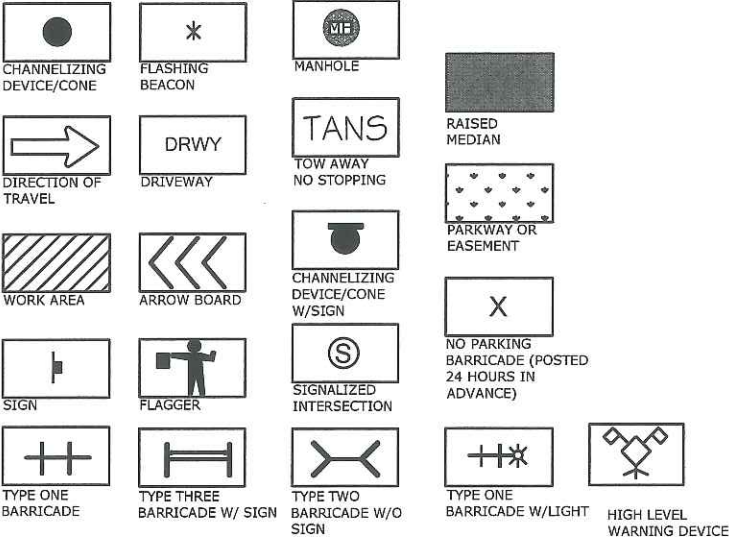 CHANNELIZING
DEVICE/CONE
FLASHING
BEACON
MH
MANHOLE
RAISED
MEDIAN
DIRECTION OF
TRAVEL
DRWY
DRIVEWAY
TANS
TOW AWAY
NO STOPPING
PARKWAY OR
EASEMENT
WORK AREA
ARROW BOARD
CHANNELIZING
DEVICE/CONE
W/SIGN
X
NO PARKING
BARRICADE (POSTED
24 HOURS IN
ADVANCE)
SIGN
FLAGGER
S
SIGNALIZED
INTERSECTION
TYPE ONE
BARRICADE
TYPE THREE
BARRICADE W/ SIGN
TYPE TWO
BARRICADE W/O
SIGN
TYPE ONE
BARRICADE W/LIGHT
HIGH LEVEL
WARNING DEVICE